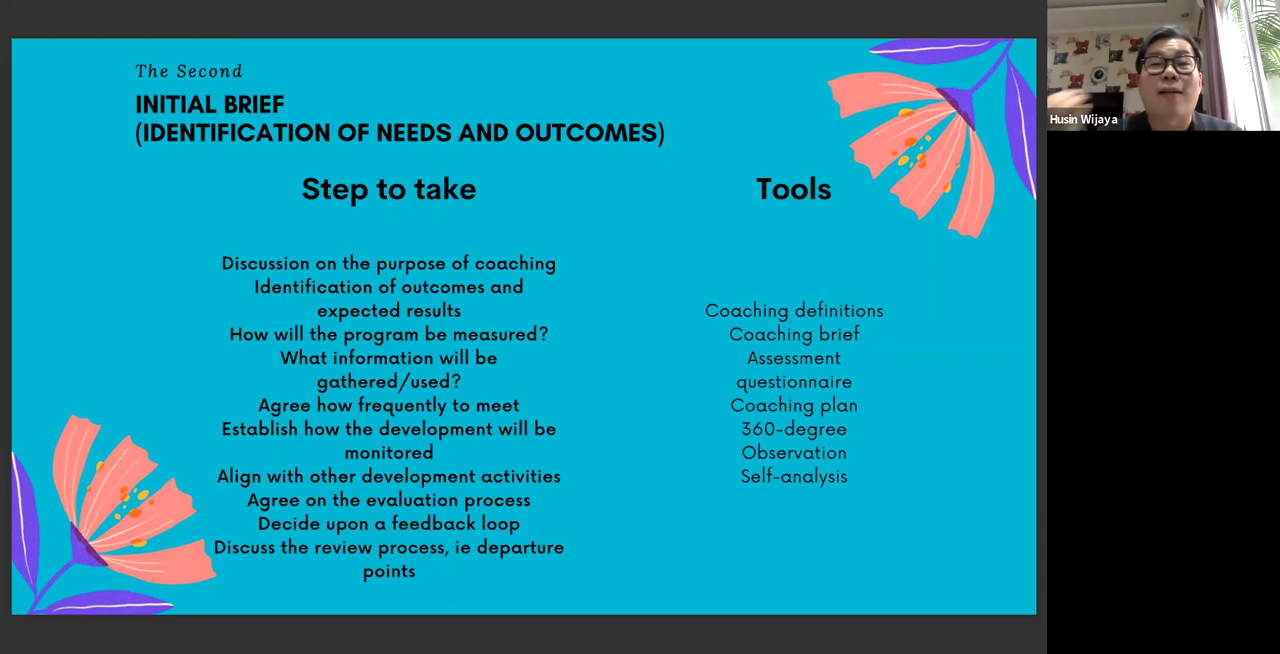 The Second
INITIAL BRIEF
(IDENTIFICATION OF NEEDS AND OUTCOMES)
Step to take
Discussion on the purpose of coaching
Identification of outcomes and
expected results
How will the program be measured?
What information will be
gathered/used?
Agree how frequently to meet
Establish how the development will be
monitored
Align with other development activities
Agree on the evaluation process
Decide upon a feedback loop
Discuss the review process, ie departure
points
Tools
Coaching definitions
Coaching brief
Assessment
questionnaire
Coaching plan
360-degree
Observation
Self-analysis
Husin Wijaya